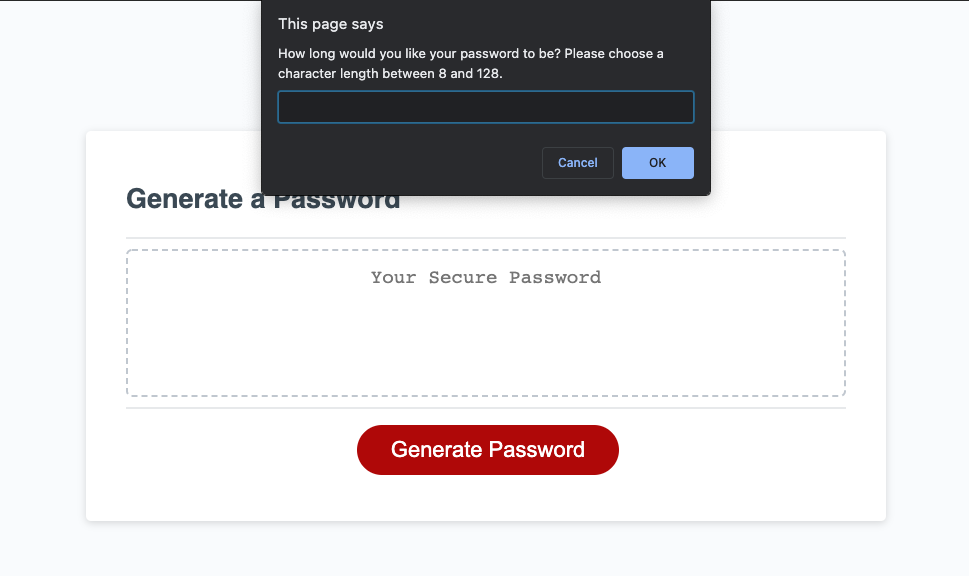 This page says
How long would you like your password to be? Please choose a
character length between 8 and 128.
Cancel
OK
Generate a Password
Your Secure Password
Generate Password